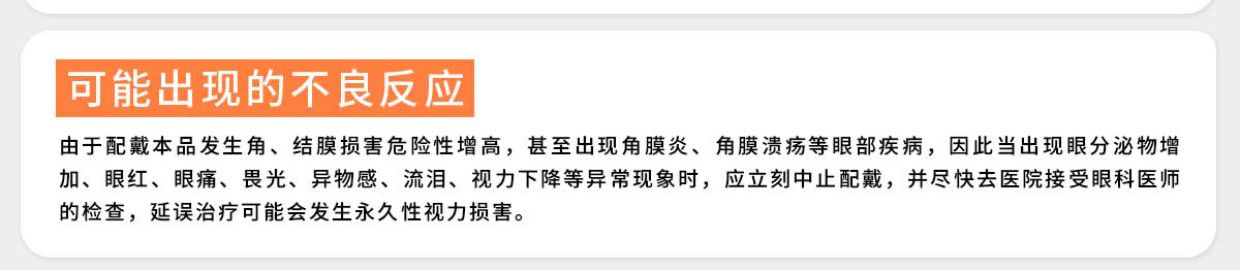 可能出现的不良反应
由于配戴本品发生角、结膜损害危险性增高，甚至出现角膜炎、角膜溃疡等眼部疾病，因此当出现眼分泌物增
加、眼红、眼痛、畏光、异物感、流泪、视力下降等异常现象时，应立刻中止配戴，并尽快去医院接受眼科医师
的检查，延误治疗可能会发生永久性视力损害。